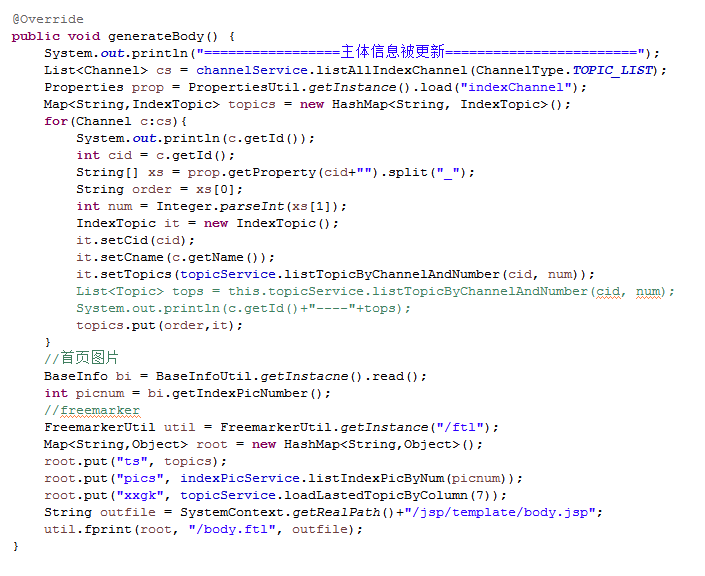 @Override
public void generateBody() {
    System.out.println("=================主体信息被更新========================");
    List<Channel> cs = channelService.listAllIndexChannel(ChannelType.TOPIC_LIST);
    Properties prop = PropertiesUtil.getInstance().load("indexChannel");
    Map<String,IndexTopic> topics = new HashMap<String, IndexTopic>();
    for(Channel c:cs){
        System.out.println(c.getId());
        int cid = c.getId();
        String[] xs = prop.getProperty(cid+"").split("_");
        String order = xs[0];
        int num = Integer.parseInt(xs[1]);
        IndexTopic it = new IndexTopic();
        it.setCid(cid);
        it.setCname(c.getName());
        it.setTopics(topicService.listTopicByChannelAndNumber(cid, num));
        List<Topic> tops = this.topicService.listTopicByChannelAndNumber(cid, num);
        System.out.println(c.getId()+"----"+tops);
        topics.put(order,it);
    }
    //首页图片
    BaseInfo bi = BaseInfoUtil.getInstacne().read();
    int picnum = bi.getIndexPicNumber();
    //freemarker
    FreemarkerUtil util = FreemarkerUtil.getInstance("/ftl");
    Map<String,Object> root = new HashMap<String,Object>();
    root.put("ts", topics);
    root.put("pics", indexPicService.listIndexPicByNum(picnum));
    root.put("xxgk", topicService.loadLastedTopicByColumn(7));
    String outfile = SystemContext.getRealPath()+"/jsp/template/body.jsp";
    util.fprint(root, "/body.ftl", outfile);
}